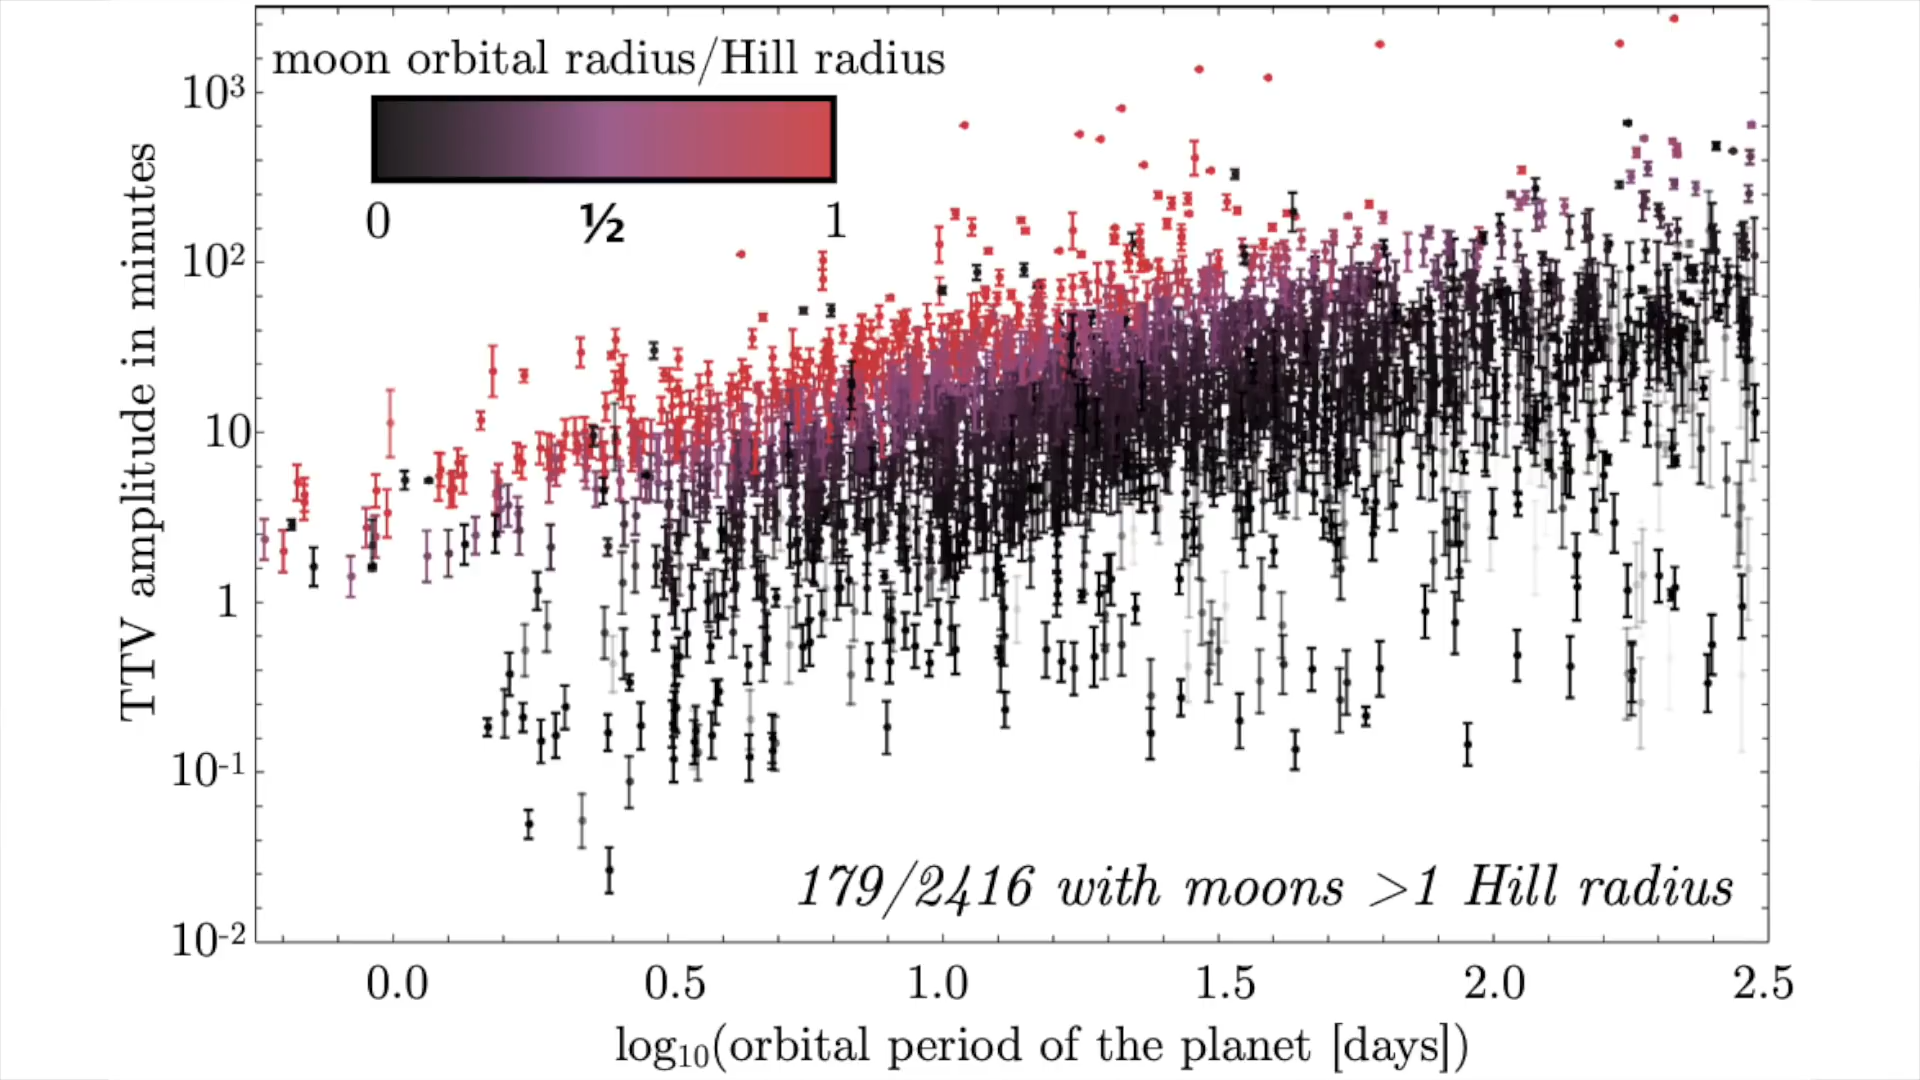 moon orbital radius/Hill radius
0 ½ 1
TTV amplitude in minutes
10³
10²
10
1
10⁻¹
10⁻²
179/2416 with moons >1 Hill radius
0.0 0.5 1.0 1.5 2.0 2.5
log₁₀(orbital period of the planet [days])